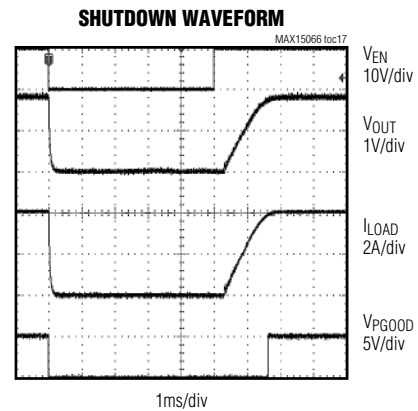 SHUTDOWN WAVEFORM
MAX15066 toc17
VEN
10V/div
VOUT
1V/div
ILOAD
2A/div
VPGOOD
5V/div
1ms/div